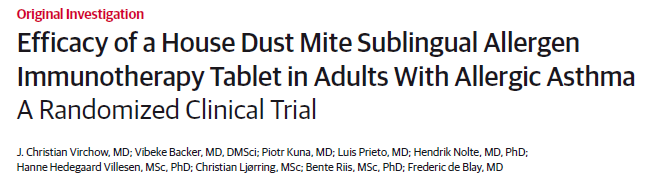 Original Investigation
Efficacy of a House Dust Mite Sublingual Allergen
Immunotherapy Tablet in Adults With Allergic Asthma
A Randomized Clinical Trial
J. Christian Virchow, MD; Vibeke Backer, MD, DMSci; Piotr Kuna, MD; Luis Prieto, MD; Hendrik Nolte, MD, PhD;
Hanne Hedegaard Villesen, MSc, PhD; Christian Ljørring, MSc; Bente Riis, MSc, PhD; Frederic de Blay, MD